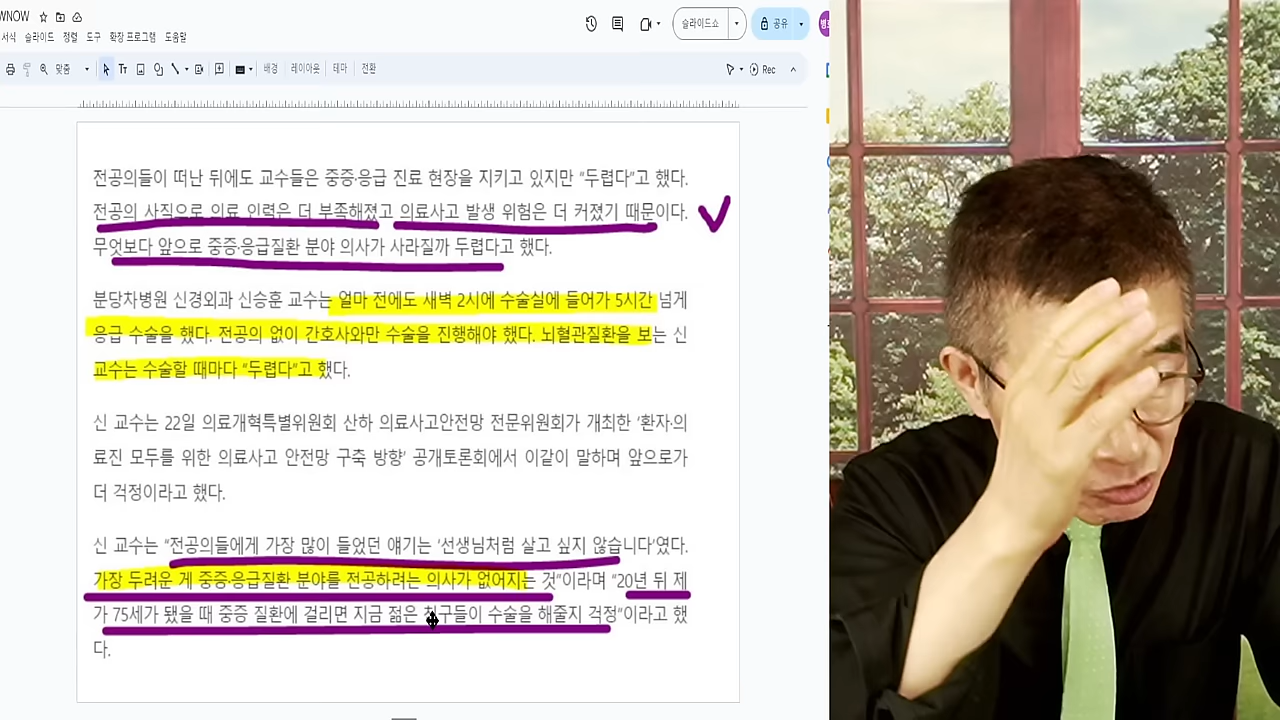 WNOW
슬라이드쇼
공유
병호
서식 슬라이드 정렬 도구 확장 프로그램 도움말
맞춤
Tr
배경 레이아웃 테마 전환
Rec
전공의들이 떠난 뒤에도 교수들은 중증·응급 진료 현장을 지키고 있지만 “두렵다”고 했다.
전공의 사직으로 의료 인력은 더 부족해졌고 의료사고 발생 위험은 더 커졌기 때문이다.
무엇보다 앞으로 중증·응급질환 분야 의사가 사라질까 두렵다고 했다.
분당차병원 신경외과 신승훈 교수는 얼마 전에도 새벽 2시에 수술실에 들어가 5시간 넘게
응급 수술을 했다. 전공의 없이 간호사와만 수술을 진행해야 했다. 뇌혈관질환을 보는 신
교수는 수술할 때마다 “두렵다”고 했다.
신 교수는 22일 의료개혁특별위원회 산하 의료사고안전망 전문위원회가 개최한 ‘환자·의
료진 모두를 위한 의료사고 안전망 구축 방향’ 공개토론회에서 이같이 말하며 앞으로가
더 걱정이라고 했다.
신 교수는 “전공의들에게 가장 많이 들었던 얘기는 ‘선생님처럼 살고 싶지 않습니다’였다.
가장 두려운 게 중증·응급질환 분야를 전공하려는 의사가 없어지는 것”이라며 “20년 뒤 제
가 75세가 됐을 때 중증 질환에 걸리면 지금 젊은 친구들이 수술을 해줄지 걱정”이라고 했
다.